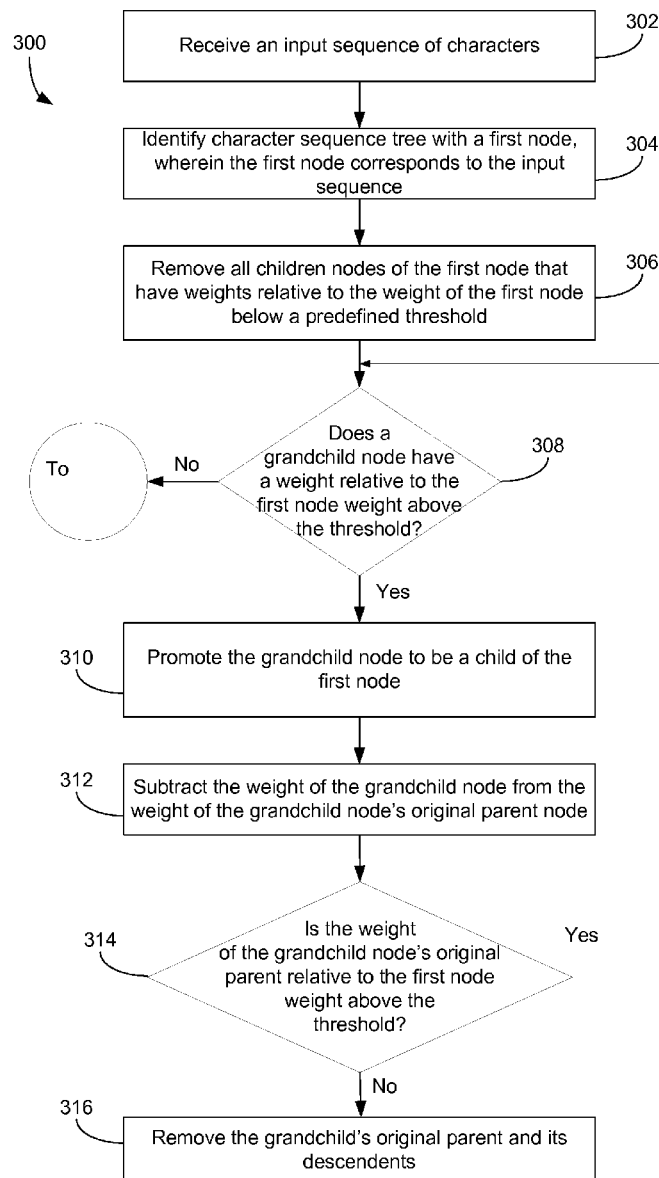 300
Receive an input sequence of characters
302
Identify character sequence tree with a first node,
wherein the first node corresponds to the input
sequence
304
Remove all children nodes of the first node that
have weights relative to the weight of the first node
below a predefined threshold
306
Does a
grandchild node have
a weight relative to the
first node weight above
the threshold?
308
To
No
Yes
310
Promote the grandchild node to be a child of the
first node
312
Subtract the weight of the grandchild node from the
weight of the grandchild node's original parent node
314
Is the weight
of the grandchild node's original
parent relative to the first node
weight above the
threshold?
Yes
No
316
Remove the grandchild's original parent and its
descendents